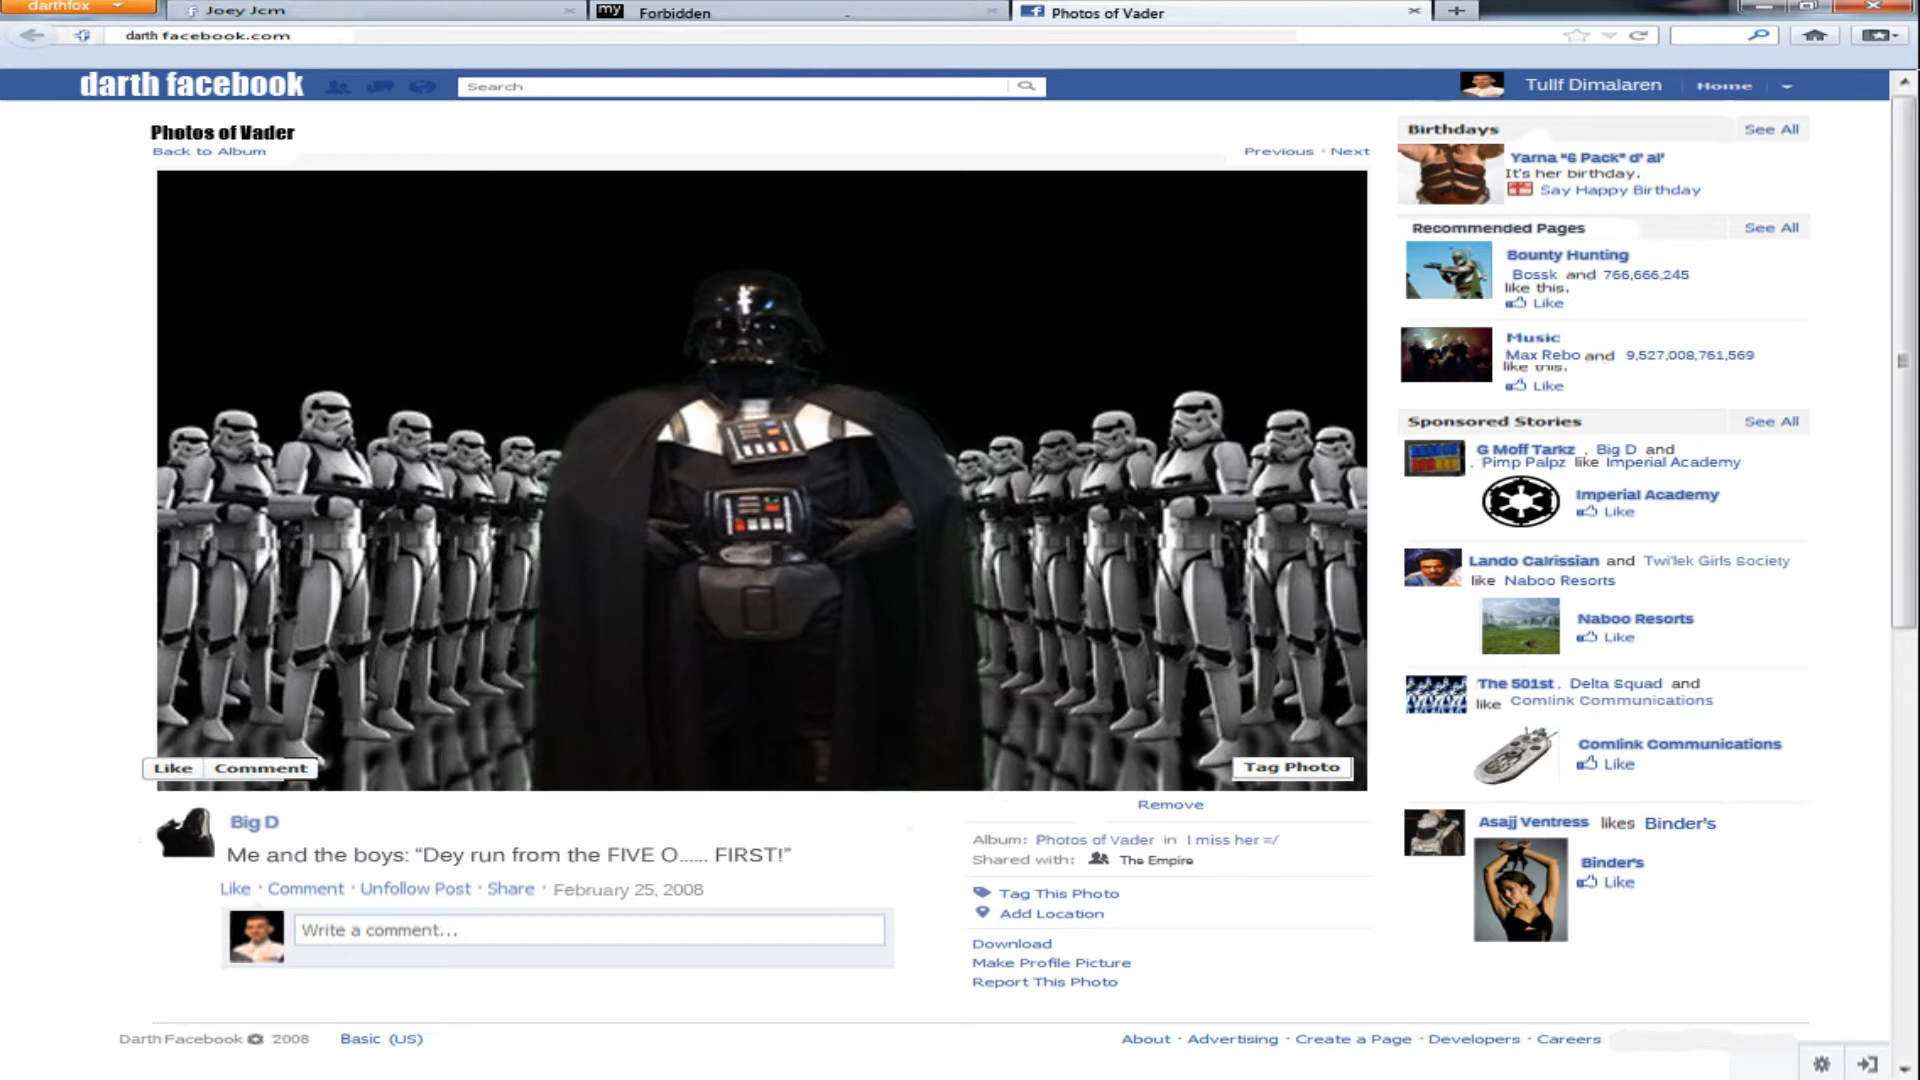 darthfox
Joey Jcm
my Forbidden
Photos of Vader
darth facebook.com
darth facebook
Search
Tullf Dimalaren
Home
Photos of Vader
Back to Album
Previous · Next
Like
Comment
Tag Photo
Big D
Me and the boys: “Dey run from the FIVE O...... FIRST!”
Like · Comment · Unfollow Post · Share · February 25, 2008
Write a comment...
Remove
Album: Photos of Vader in I miss her =/
Shared with: The Empire
Tag This Photo
Add Location
Download
Make Profile Picture
Report This Photo
Birthdays
See All
Yarna “6 Pack” d' al'
It's her birthday.
Say Happy Birthday
Recommended Pages
See All
Bounty Hunting
Bossk and 766,666,245
like this.
Like
Music
Max Rebo and 9,527,008,761,569
like this.
Like
Sponsored Stories
See All
G Moff Tarkz , Big D and
, Pimp Palpz like Imperial Academy
Imperial Academy
Like
Lando Calrissian and Twi'lek Girls Society
like Naboo Resorts
Naboo Resorts
Like
The 501st , Delta Squad and
like Comlink Communications
Comlink Communications
Like
Asajj Ventress likes Binder's
Binder's
Like
Darth Facebook 2008
Basic (US)
About · Advertising · Create a Page · Developers · Careers